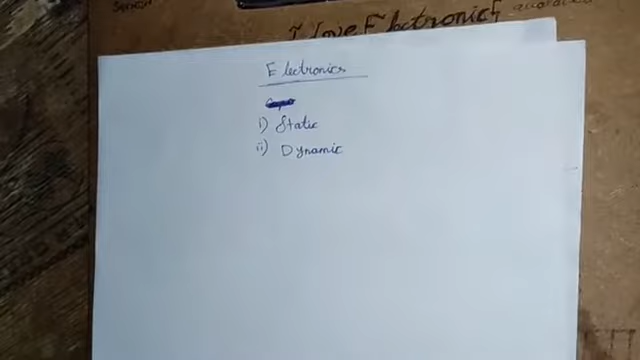 I love Electronics
Electronics
i) Static
ii) Dynamic